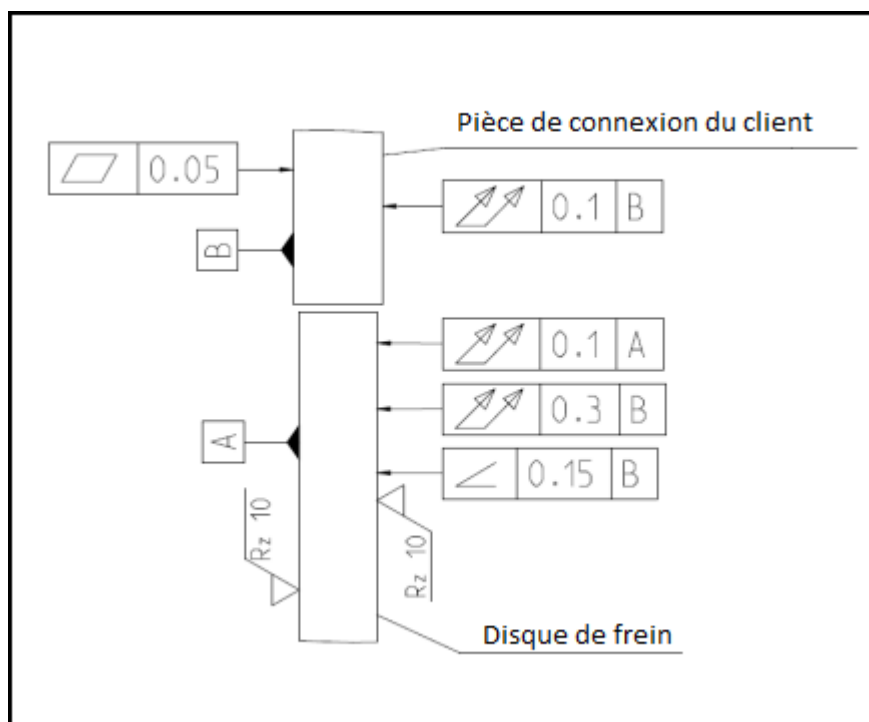 Pièce de connexion du client
0.05
0.1 B
B
0.1 A
0.3 B
A
0.15 B
Rz 10
Rz 10
Disque de frein